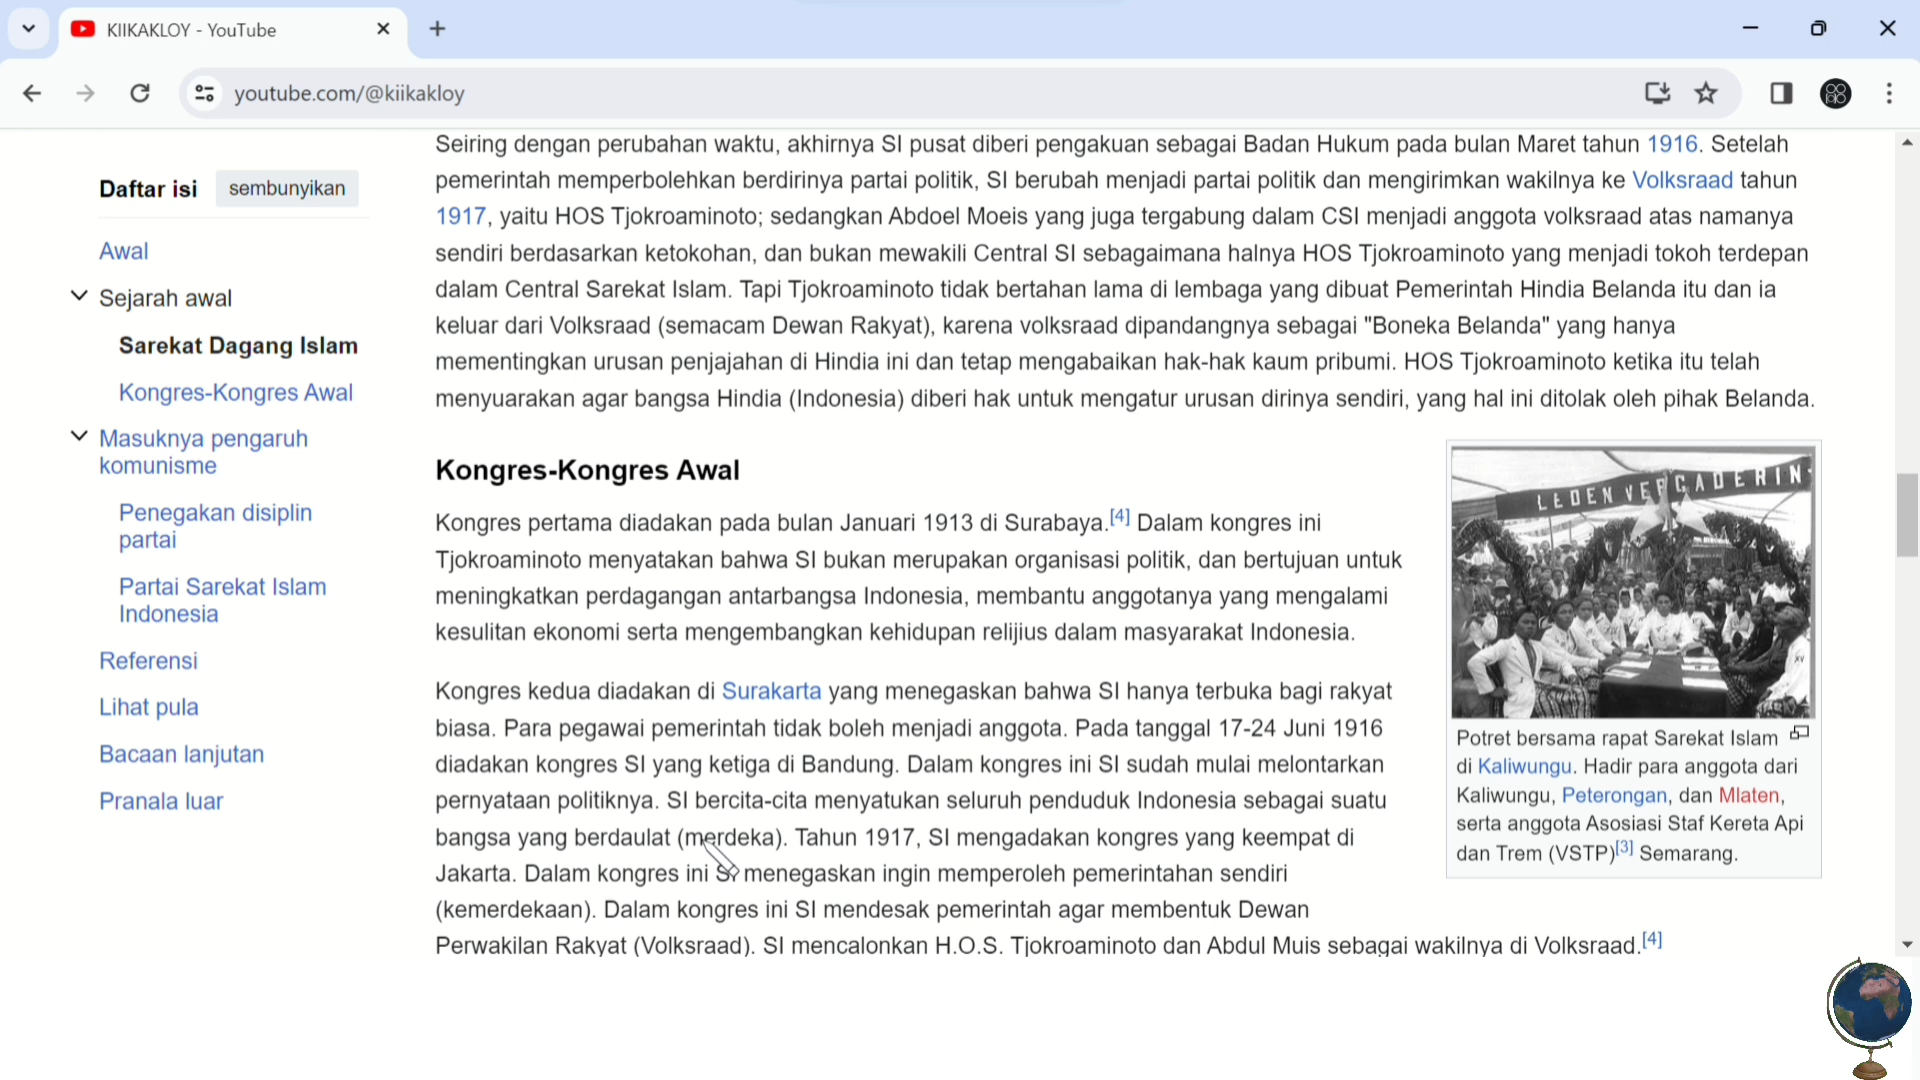 KIIKAKLOY - YouTube
youtube.com/@kiikakloy
Daftar isi sembunyikan
Awal
Sejarah awal
Sarekat Dagang Islam
Kongres-Kongres Awal
Masuknya pengaruh
komunisme
Penegakan disiplin
partai
Partai Sarekat Islam
Indonesia
Referensi
Lihat pula
Bacaan lanjutan
Pranala luar
Seiring dengan perubahan waktu, akhirnya SI pusat diberi pengakuan sebagai Badan Hukum pada bulan Maret tahun 1916. Setelah
pemerintah memperbolehkan berdirinya partai politik, SI berubah menjadi partai politik dan mengirimkan wakilnya ke Volksraad tahun
1917, yaitu HOS Tjokroaminoto; sedangkan Abdoel Moeis yang juga tergabung dalam CSI menjadi anggota volksraad atas namanya
sendiri berdasarkan ketokohan, dan bukan mewakili Central SI sebagaimana halnya HOS Tjokroaminoto yang menjadi tokoh terdepan
dalam Central Sarekat Islam. Tapi Tjokroaminoto tidak bertahan lama di lembaga yang dibuat Pemerintah Hindia Belanda itu dan ia
keluar dari Volksraad (semacam Dewan Rakyat), karena volksraad dipandangnya sebagai "Boneka Belanda" yang hanya
mementingkan urusan penjajahan di Hindia ini dan tetap mengabaikan hak-hak kaum pribumi. HOS Tjokroaminoto ketika itu telah
menyuarakan agar bangsa Hindia (Indonesia) diberi hak untuk mengatur urusan dirinya sendiri, yang hal ini ditolak oleh pihak Belanda.
Kongres-Kongres Awal
Kongres pertama diadakan pada bulan Januari 1913 di Surabaya.[4] Dalam kongres ini
Tjokroaminoto menyatakan bahwa SI bukan merupakan organisasi politik, dan bertujuan untuk
meningkatkan perdagangan antarbangsa Indonesia, membantu anggotanya yang mengalami
kesulitan ekonomi serta mengembangkan kehidupan relijius dalam masyarakat Indonesia.
Kongres kedua diadakan di Surakarta yang menegaskan bahwa SI hanya terbuka bagi rakyat
biasa. Para pegawai pemerintah tidak boleh menjadi anggota. Pada tanggal 17-24 Juni 1916
diadakan kongres SI yang ketiga di Bandung. Dalam kongres ini SI sudah mulai melontarkan
pernyataan politiknya. SI bercita-cita menyatukan seluruh penduduk Indonesia sebagai suatu
bangsa yang berdaulat (merdeka). Tahun 1917, SI mengadakan kongres yang keempat di
Jakarta. Dalam kongres ini SI menegaskan ingin memperoleh pemerintahan sendiri
(kemerdekaan). Dalam kongres ini SI mendesak pemerintah agar membentuk Dewan
Perwakilan Rakyat (Volksraad). SI mencalonkan H.O.S. Tjokroaminoto dan Abdul Muis sebagai wakilnya di Volksraad.[4]
LEDEN VERGADERIN
Potret bersama rapat Sarekat Islam
di Kaliwungu. Hadir para anggota dari
Kaliwungu, Peterongan, dan Mlaten,
serta anggota Asosiasi Staf Kereta Api
dan Trem (VSTP)[3] Semarang.